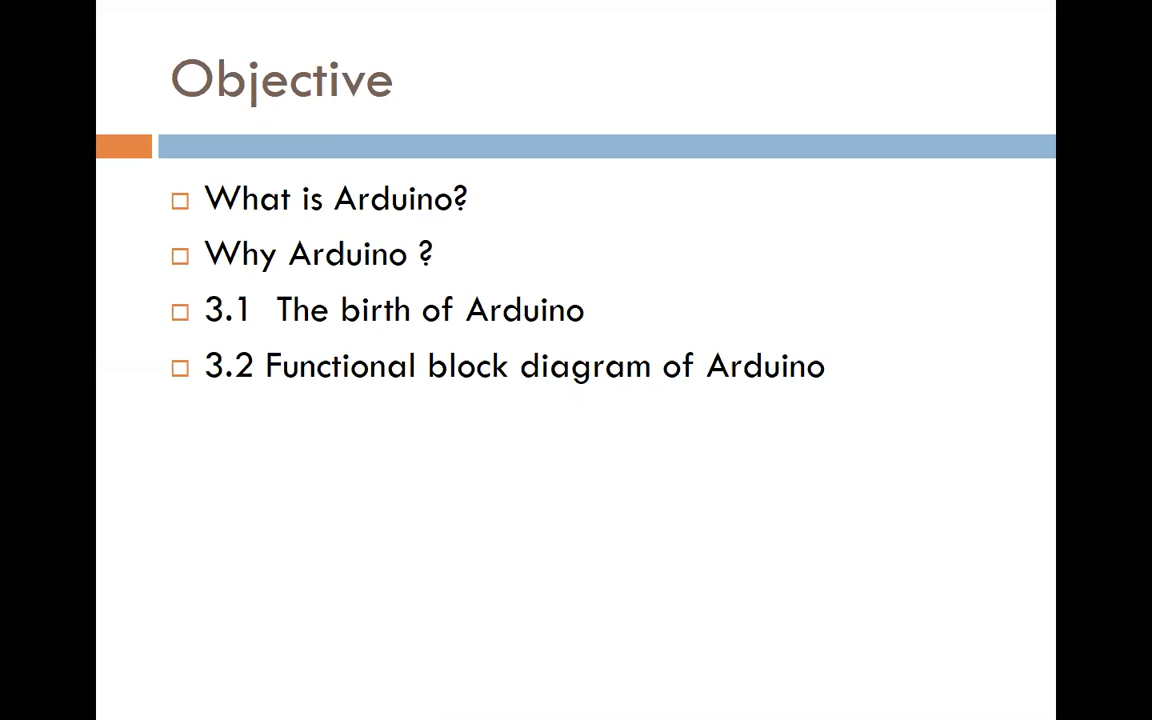 Objective
What is Arduino?
Why Arduino ?
3.1 The birth of Arduino
3.2 Functional block diagram of Arduino